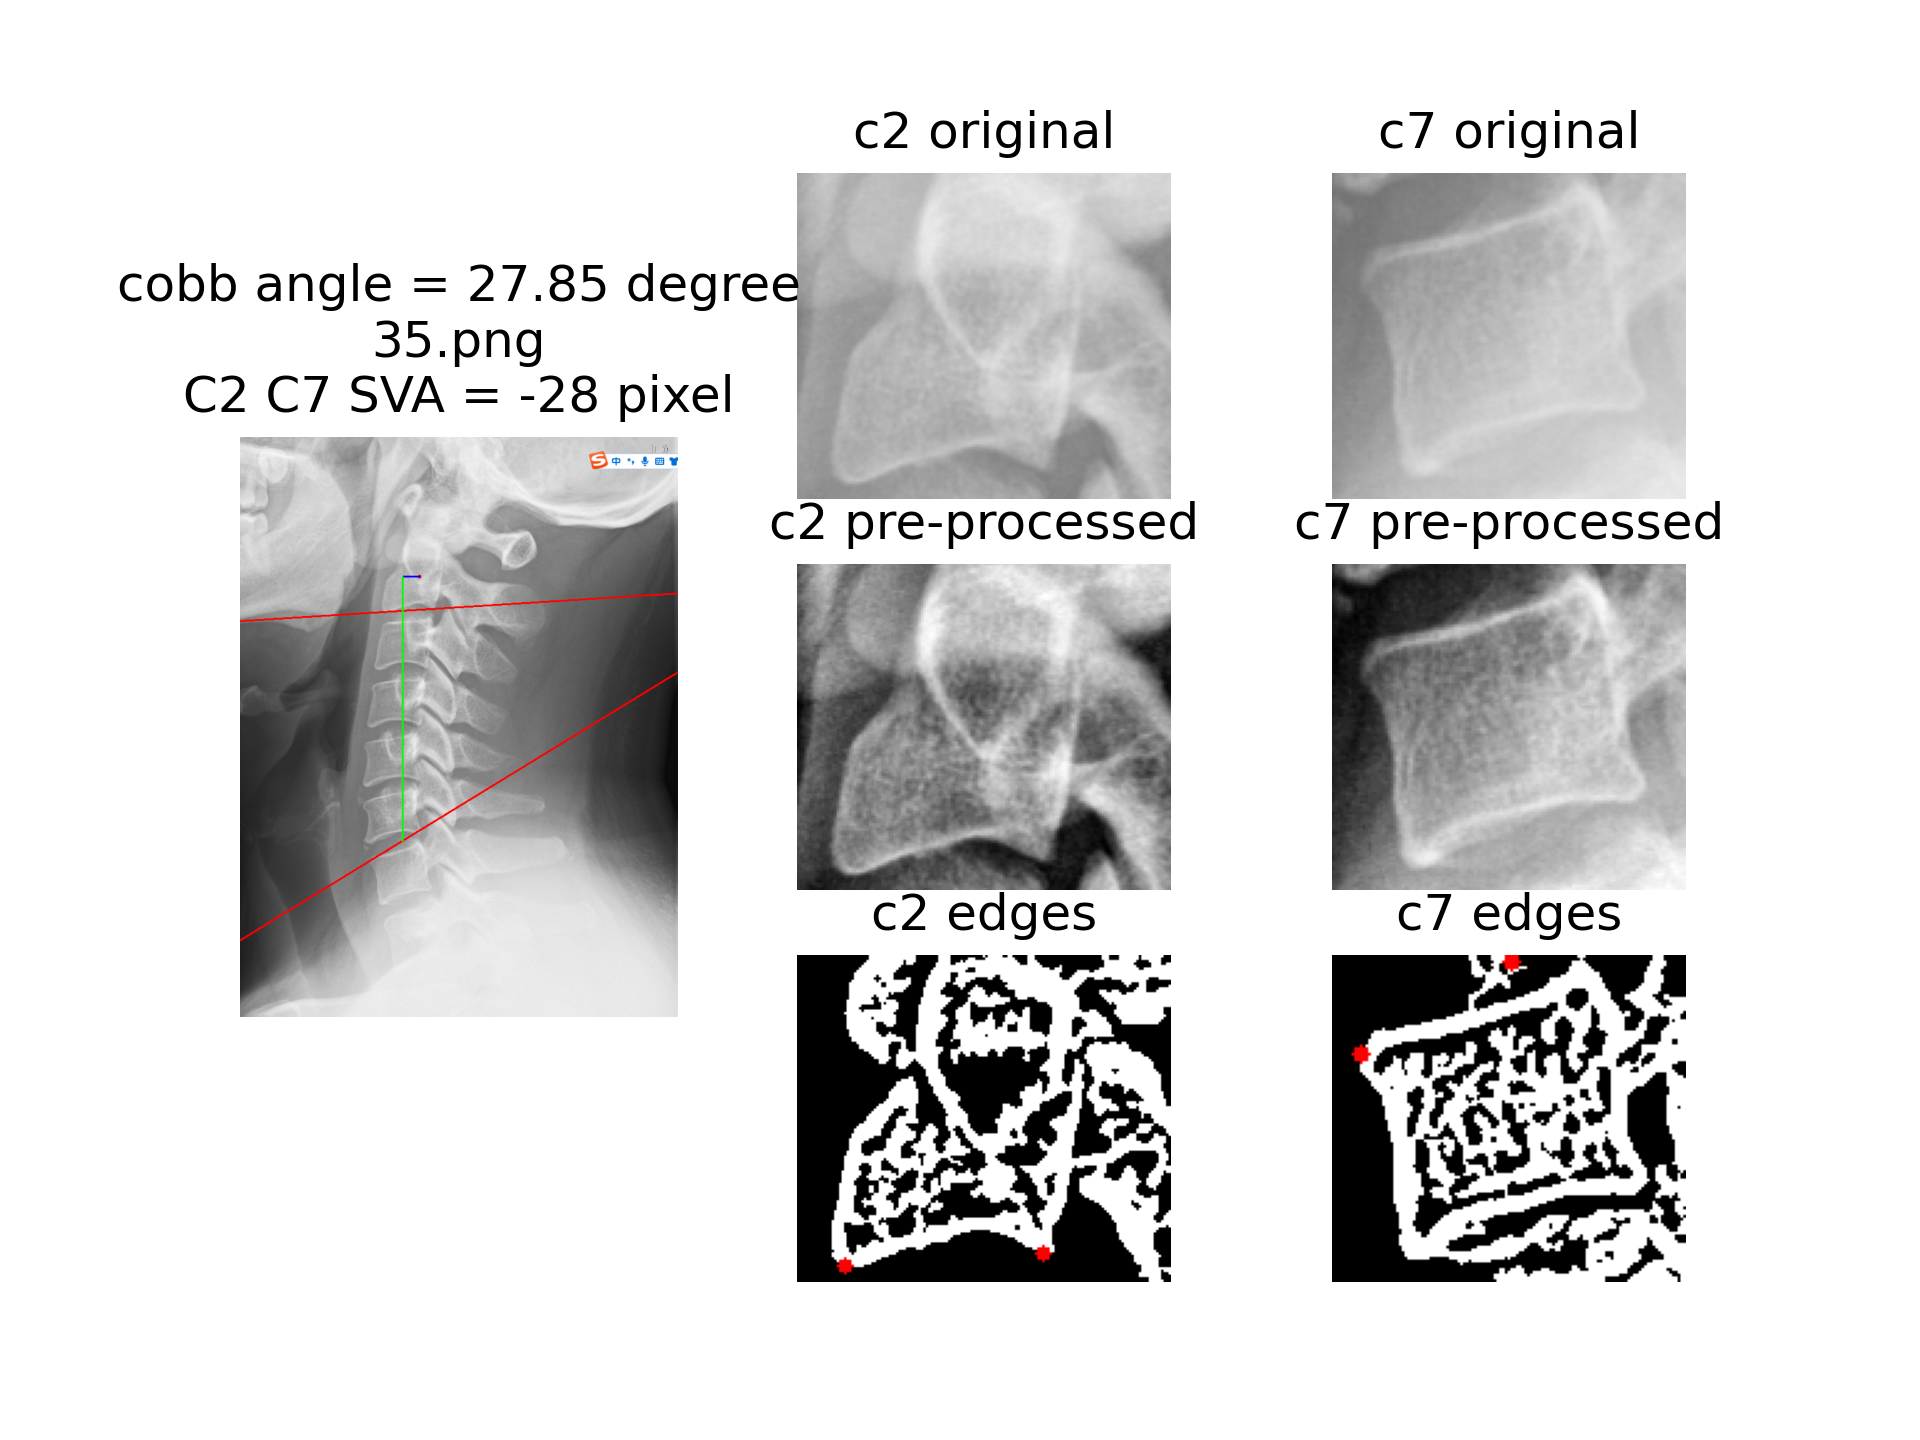 cobb angle = 27.85 degree
35.png
C2 C7 SVA = -28 pixel
中
c2 original
c7 original
c2 pre-processed
c7 pre-processed
c2 edges
c7 edges